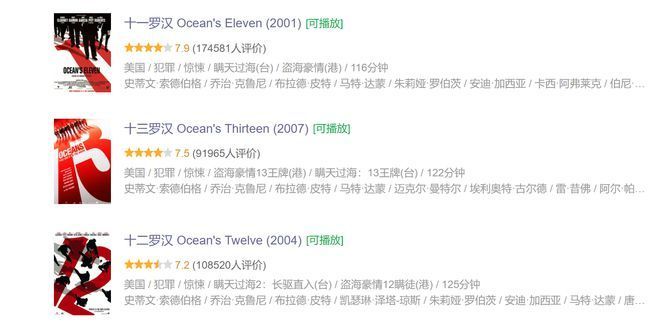 十一罗汉 Ocean's Eleven (2001) [可播放]
7.9 (174581人评价)
美国 / 犯罪 / 惊悚 / 瞒天过海(台) / 盗海豪情(港) / 116分钟
史蒂文·索德伯格 / 乔治·克鲁尼 / 布拉德·皮特 / 马特·达蒙 / 朱莉娅·罗伯茨 / 安迪·加西亚 / 卡西·阿弗莱克 / 伯尼·...
OCEAN'S ELEVEN
十三罗汉 Ocean's Thirteen (2007) [可播放]
7.5 (91965人评价)
美国 / 犯罪 / 惊悚 / 盗海豪情13王牌(港) / 瞒天过海：13王牌(台) / 122分钟
史蒂文·索德伯格 / 乔治·克鲁尼 / 布拉德·皮特 / 马特·达蒙 / 迈克尔·曼特尔 / 埃利奥特·古尔德 / 雷·昔佛 / 阿尔·帕...
OCEANS
十二罗汉 Ocean's Twelve (2004) [可播放]
7.2 (108520人评价)
美国 / 犯罪 / 惊悚 / 瞒天过海2：长驱直入(台) / 盗海豪情12瞒徒(港) / 125分钟
史蒂文·索德伯格 / 乔治·克鲁尼 / 布拉德·皮特 / 凯瑟琳·泽塔-琼斯 / 朱莉娅·罗伯茨 / 安迪·加西亚 / 马特·达蒙 / 唐...
12